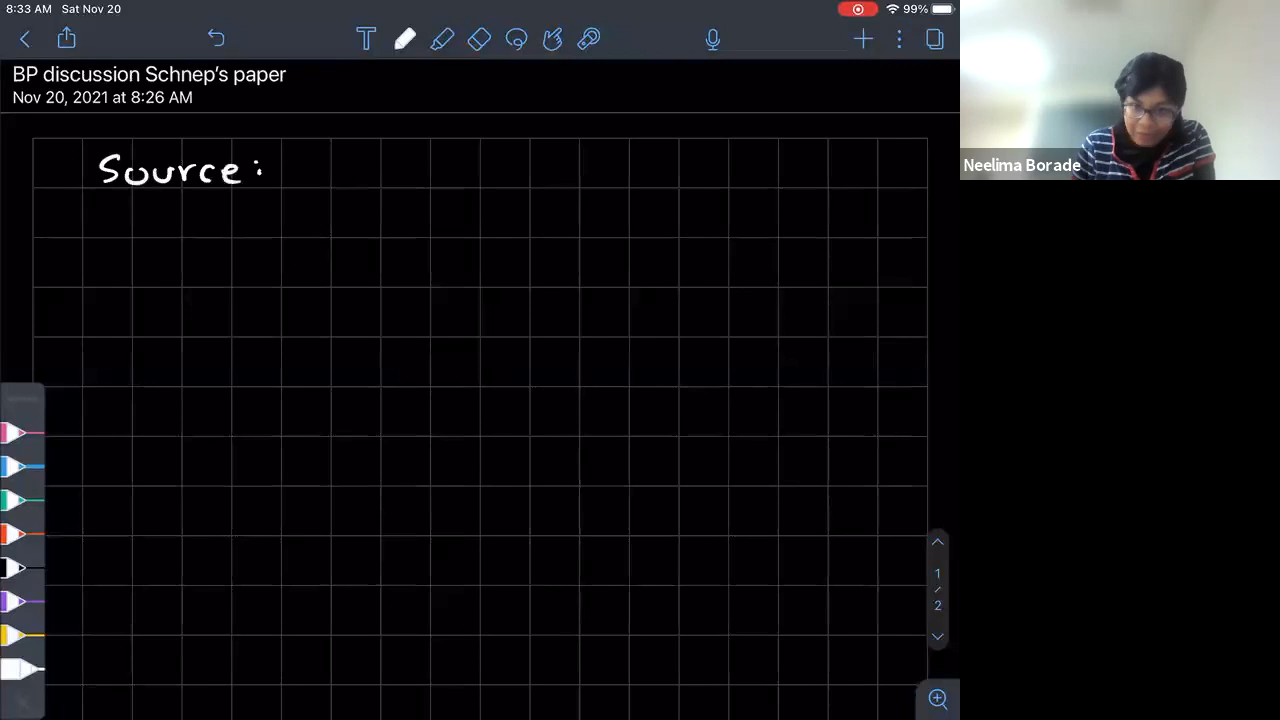 8:33 AM Sat Nov 20
99%
BP discussion Schnep's paper
Nov 20, 2021 at 8:26 AM
Source:
Neelima Borade
1
/
2